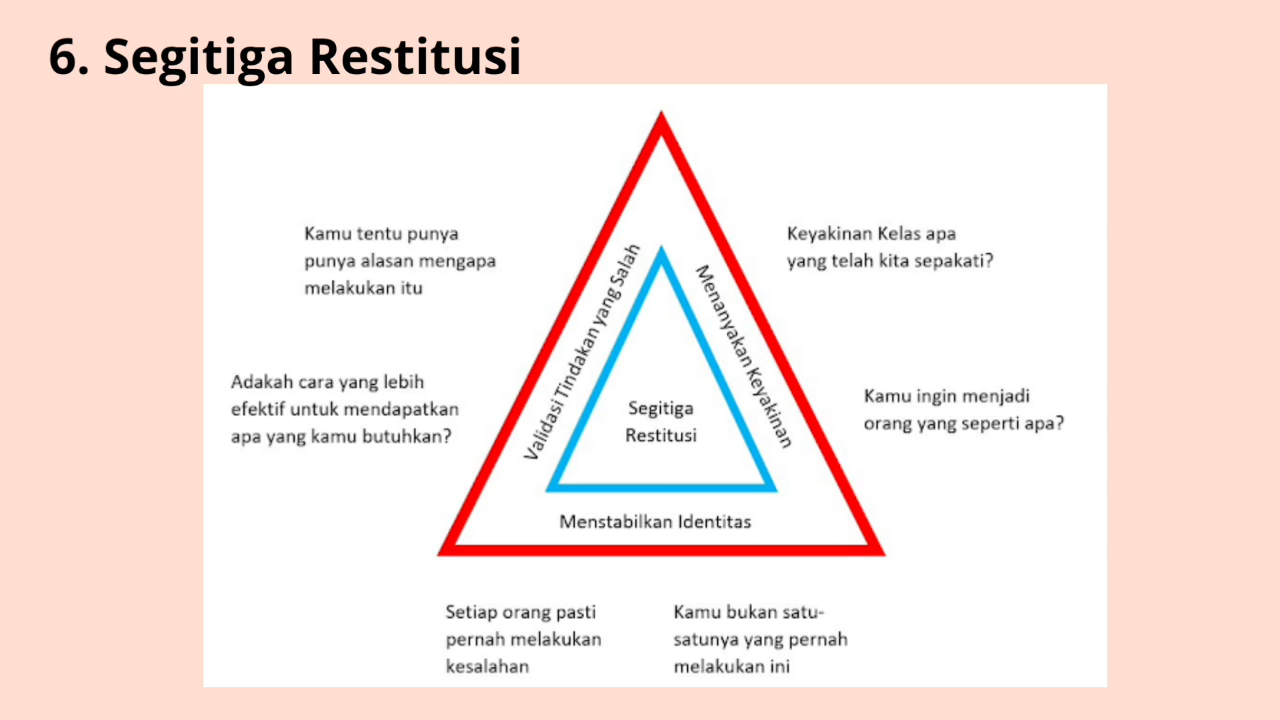 6. Segitiga Restitusi
Kamu tentu punya
punya alasan mengapa
melakukan itu
Adakah cara yang lebih
efektif untuk mendapatkan
apa yang kamu butuhkan?
Validasi Tindakan yang Salah
Segitiga
Restitusi
Menanyakan Keyakinan
Menstabilkan Identitas
Keyakinan Kelas apa
yang telah kita sepakati?
Kamu ingin menjadi
orang yang seperti apa?
Setiap orang pasti
pernah melakukan
kesalahan
Kamu bukan satu-
satunya yang pernah
melakukan ini